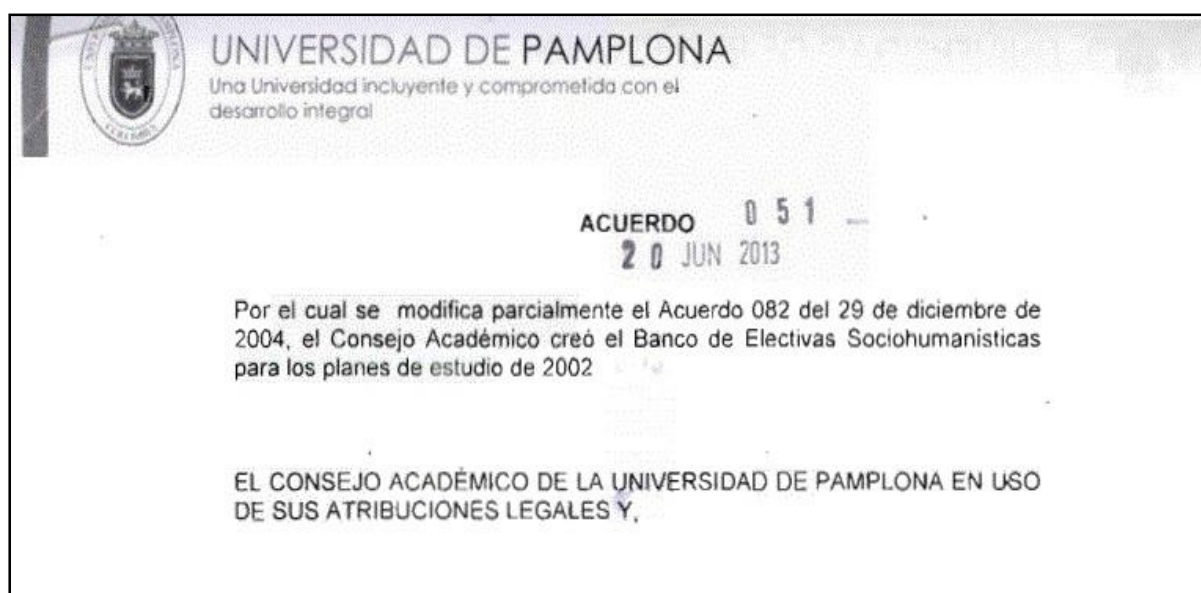 UNIVERSIDAD DE PAMPLONA
Una Universidad incluyente y comprometida con el
desarrollo integral
ACUERDO 051
20 JUN 2013
Por el cual se modifica parcialmente el Acuerdo 082 del 29 de diciembre de
2004, el Consejo Académico creó el Banco de Electivas Sociohumanísticas
para los planes de estudio de 2002
EL CONSEJO ACADÉMICO DE LA UNIVERSIDAD DE PAMPLONA EN USO
DE SUS ATRIBUCIONES LEGALES Y,